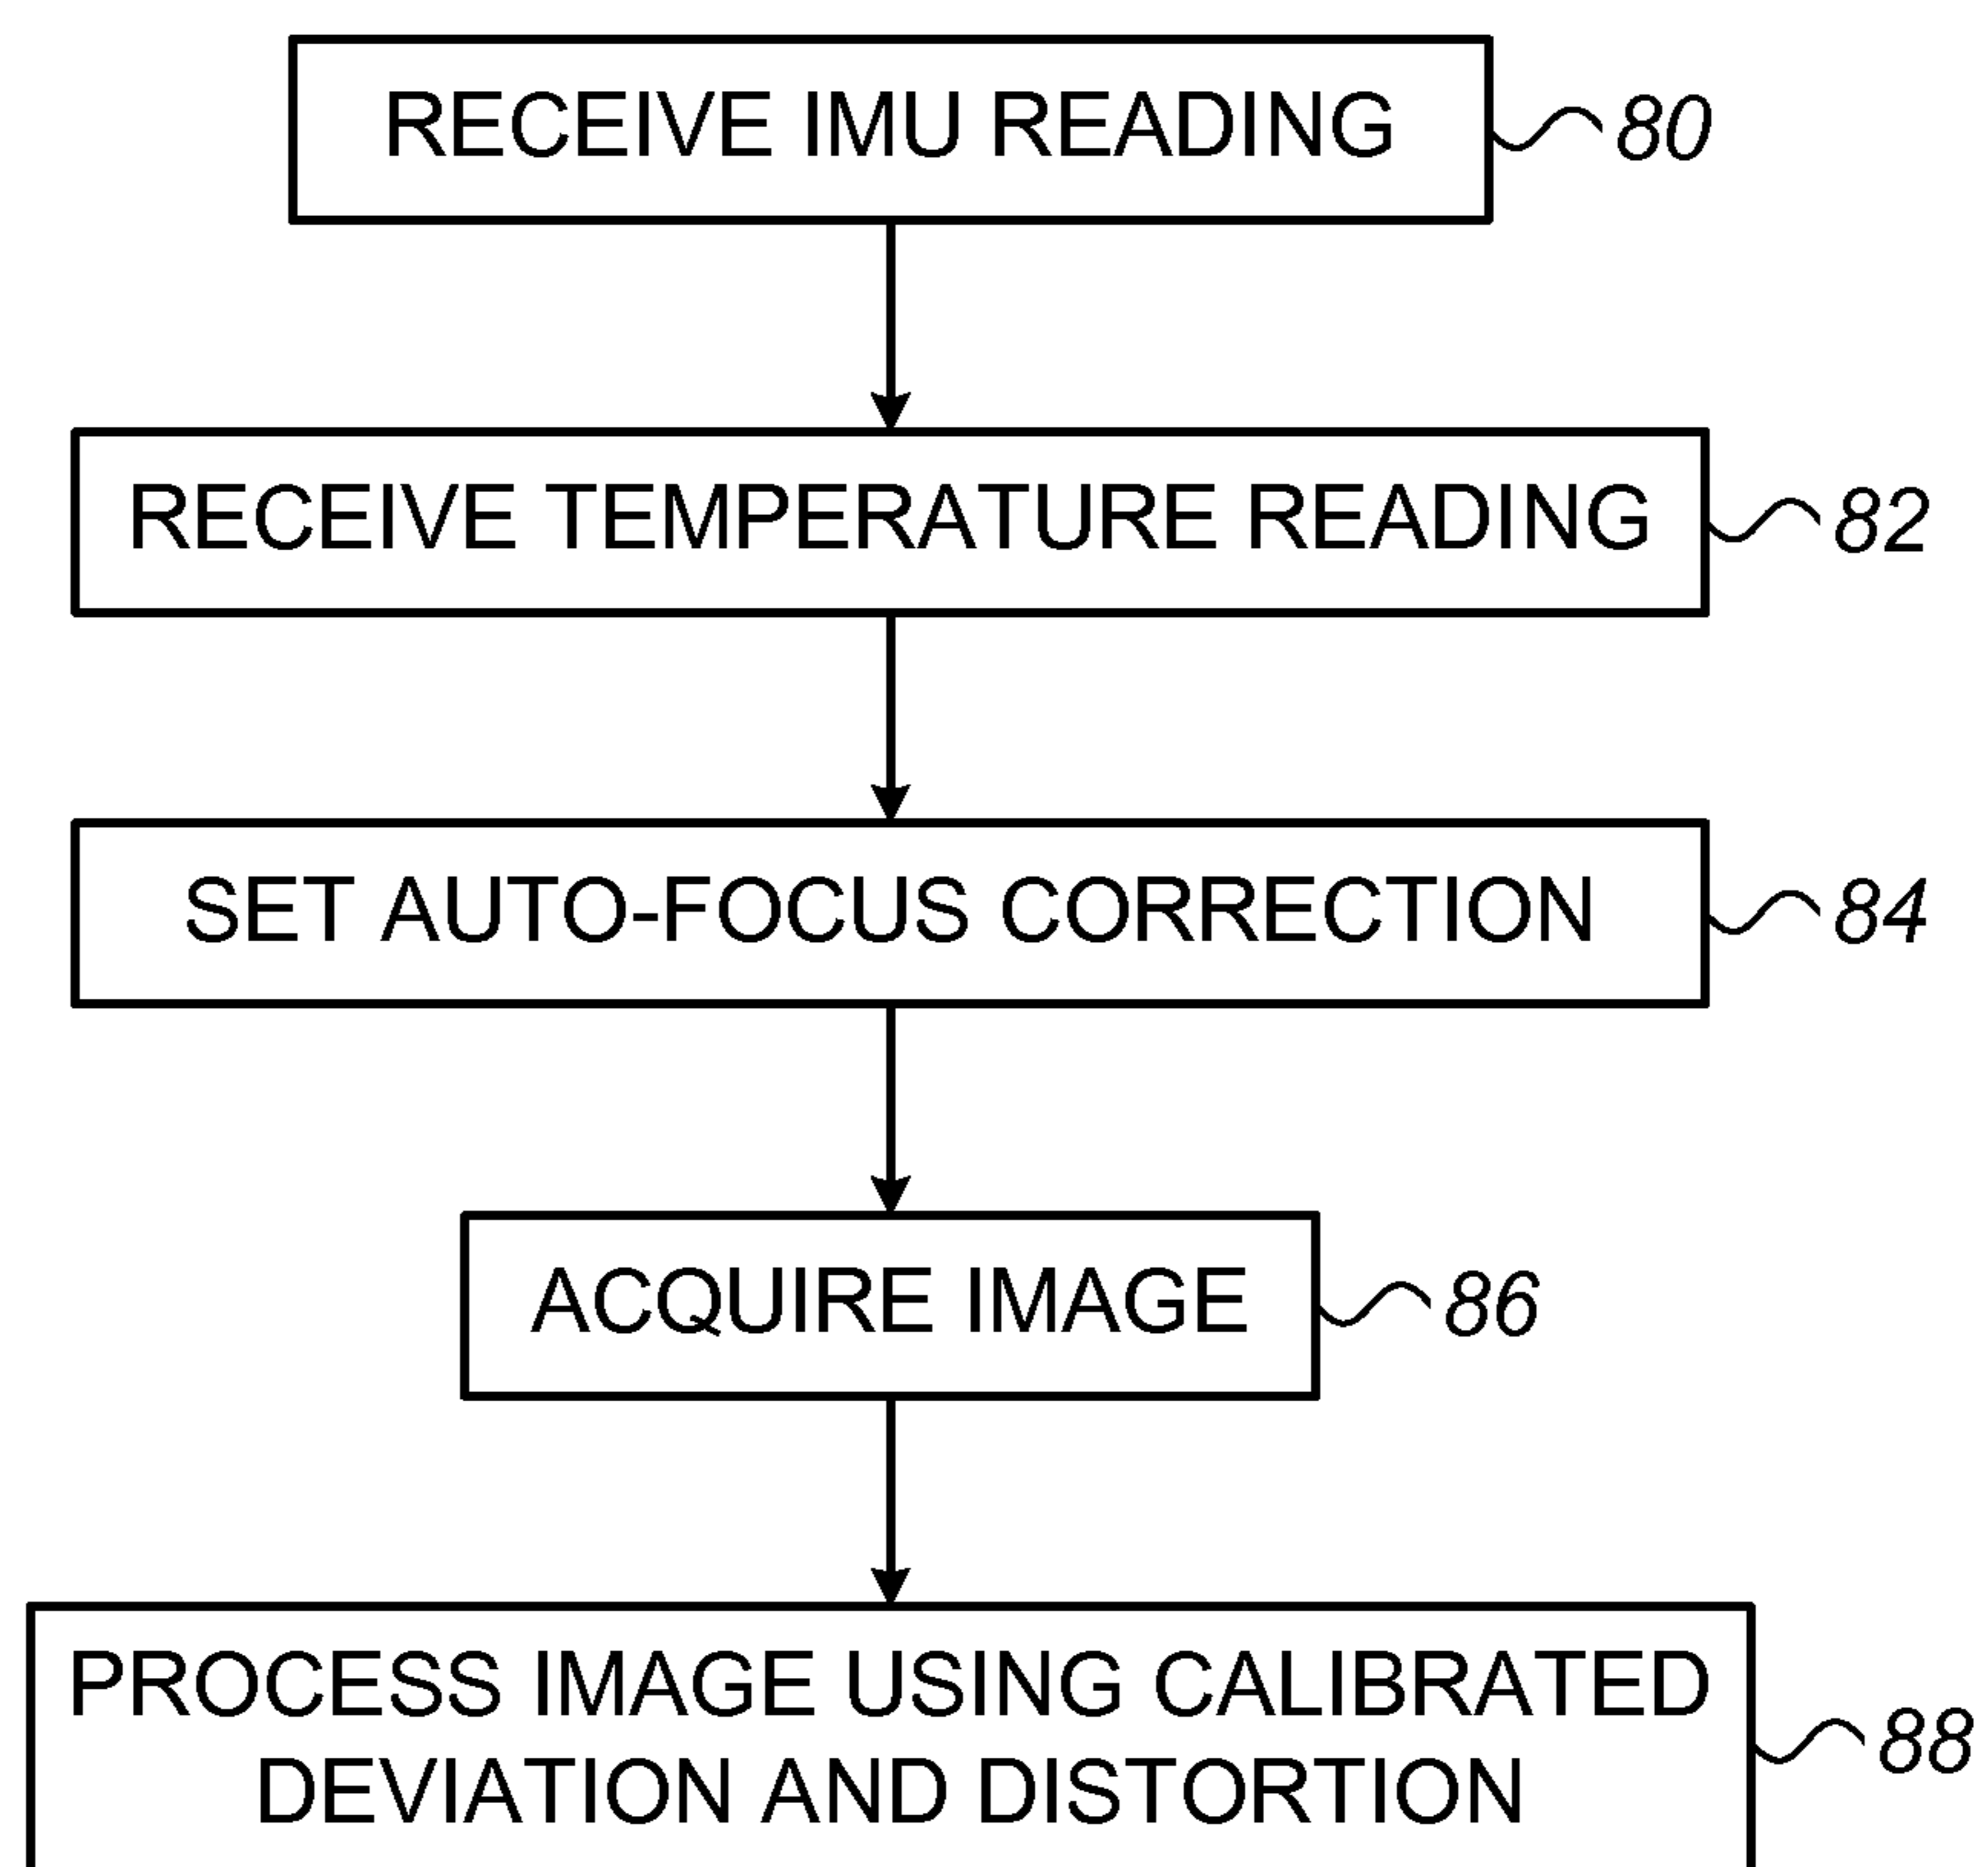 RECEIVE IMU READING 80
RECEIVE TEMPERATURE READING 82
SET AUTO-FOCUS CORRECTION 84
ACQUIRE IMAGE 86
PROCESS IMAGE USING CALIBRATED
DEVIATION AND DISTORTION
88